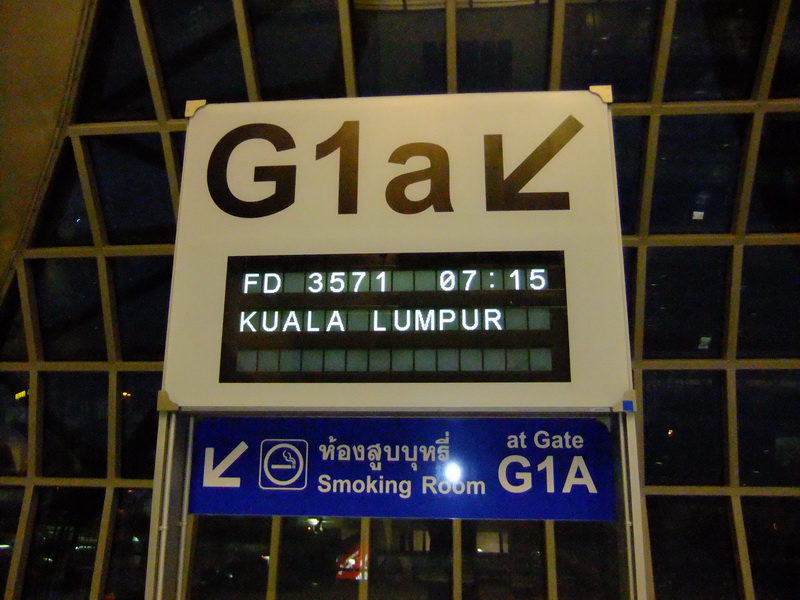 G1a
FD 3571 07:15
KUALA LUMPUR
ห้องสูบบุหรี่
Smoking Room
at Gate
G1A